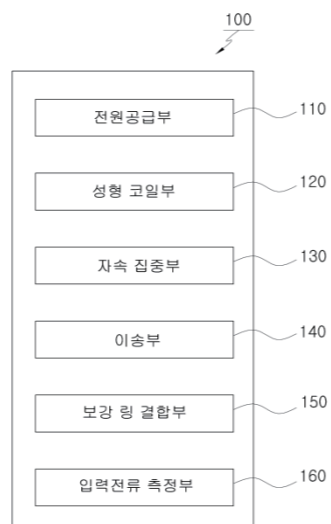 100
전원공급부 110
성형 코일부 120
자속 집중부 130
이송부 140
보강 링 결합부 150
입력전류 측정부 160